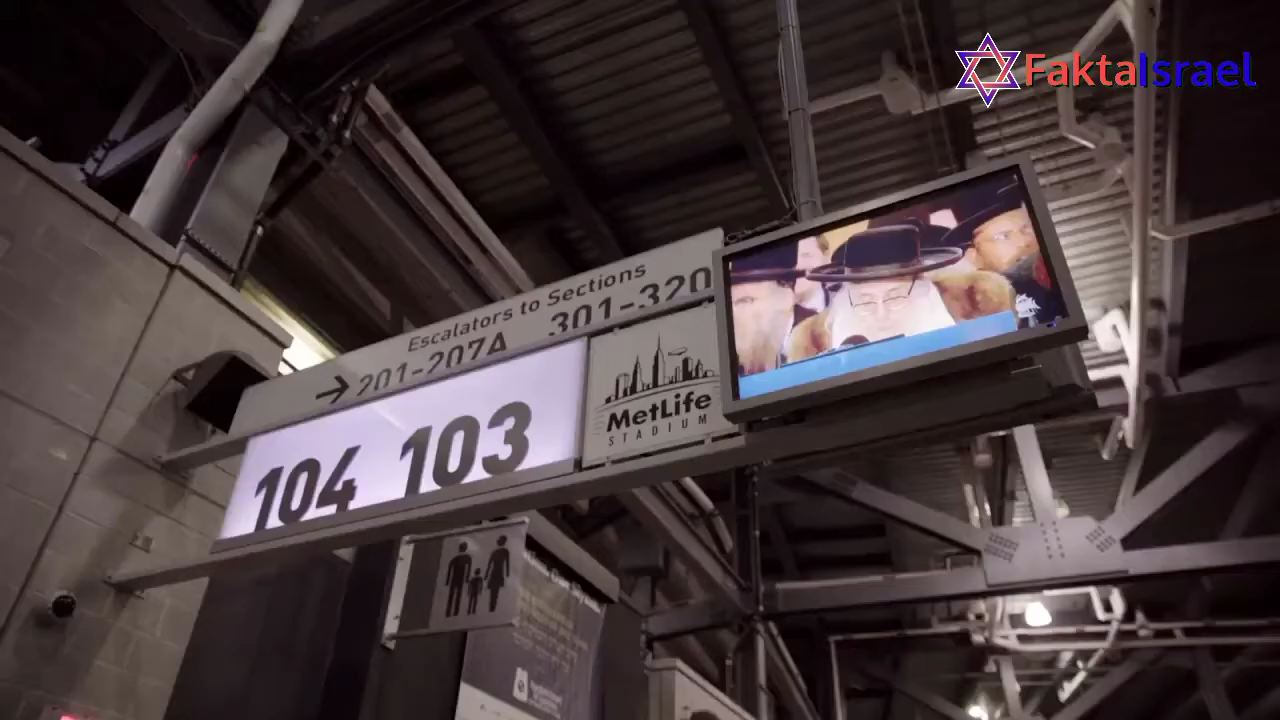 FaktaIsrael
Escalators to Sections
201-207A 301-320
104 103
MetLife
STADIUM